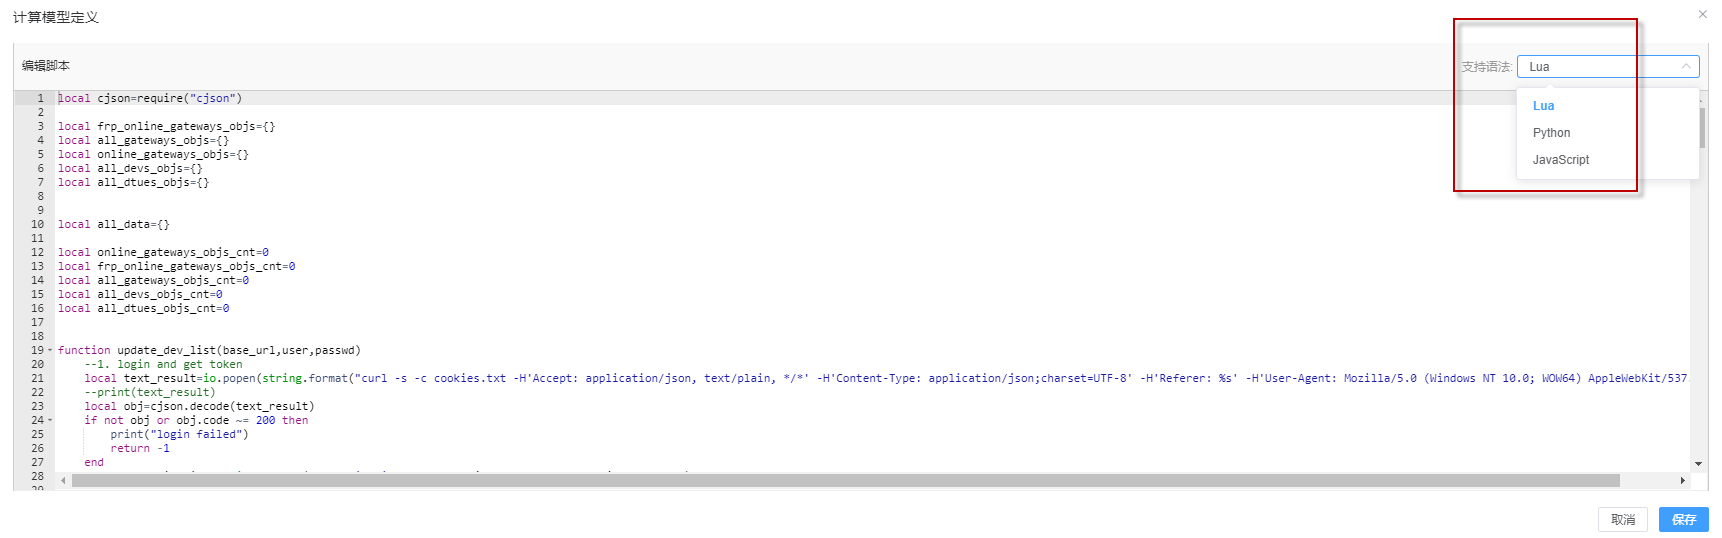 计算模型定义
编辑脚本
支持语法: Lua
Lua
Python
JavaScript
1 local cjson=require("cjson")
2
3 local frp_online_gateways_objs={}
4 local all_gateways_objs={}
5 local online_gateways_objs={}
6 local all_devs_objs={}
7 local all_dtues_objs={}
8
9
10 local all_data={}
11
12 local online_gateways_objs_cnt=0
13 local frp_online_gateways_objs_cnt=0
14 local all_gateways_objs_cnt=0
15 local all_devs_objs_cnt=0
16 local all_dtues_objs_cnt=0
17
18
19 function update_dev_list(base_url,user,passwd)
20 --1. login and get token
21 local text_result=io.popen(string.format("curl -s -c cookies.txt -H'Accept: application/json, text/plain, */*' -H'Content-Type: application/json;charset=UTF-8' -H'Referer: %s' -H'User-Agent: Mozilla/5.0 (Windows NT 10.0; WOW64) AppleWebKit/537
22 --print(text_result)
23 local obj=cjson.decode(text_result)
24 if not obj or obj.code ~= 200 then
25 print("login failed")
26 return -1
27 end
28
取消 保存